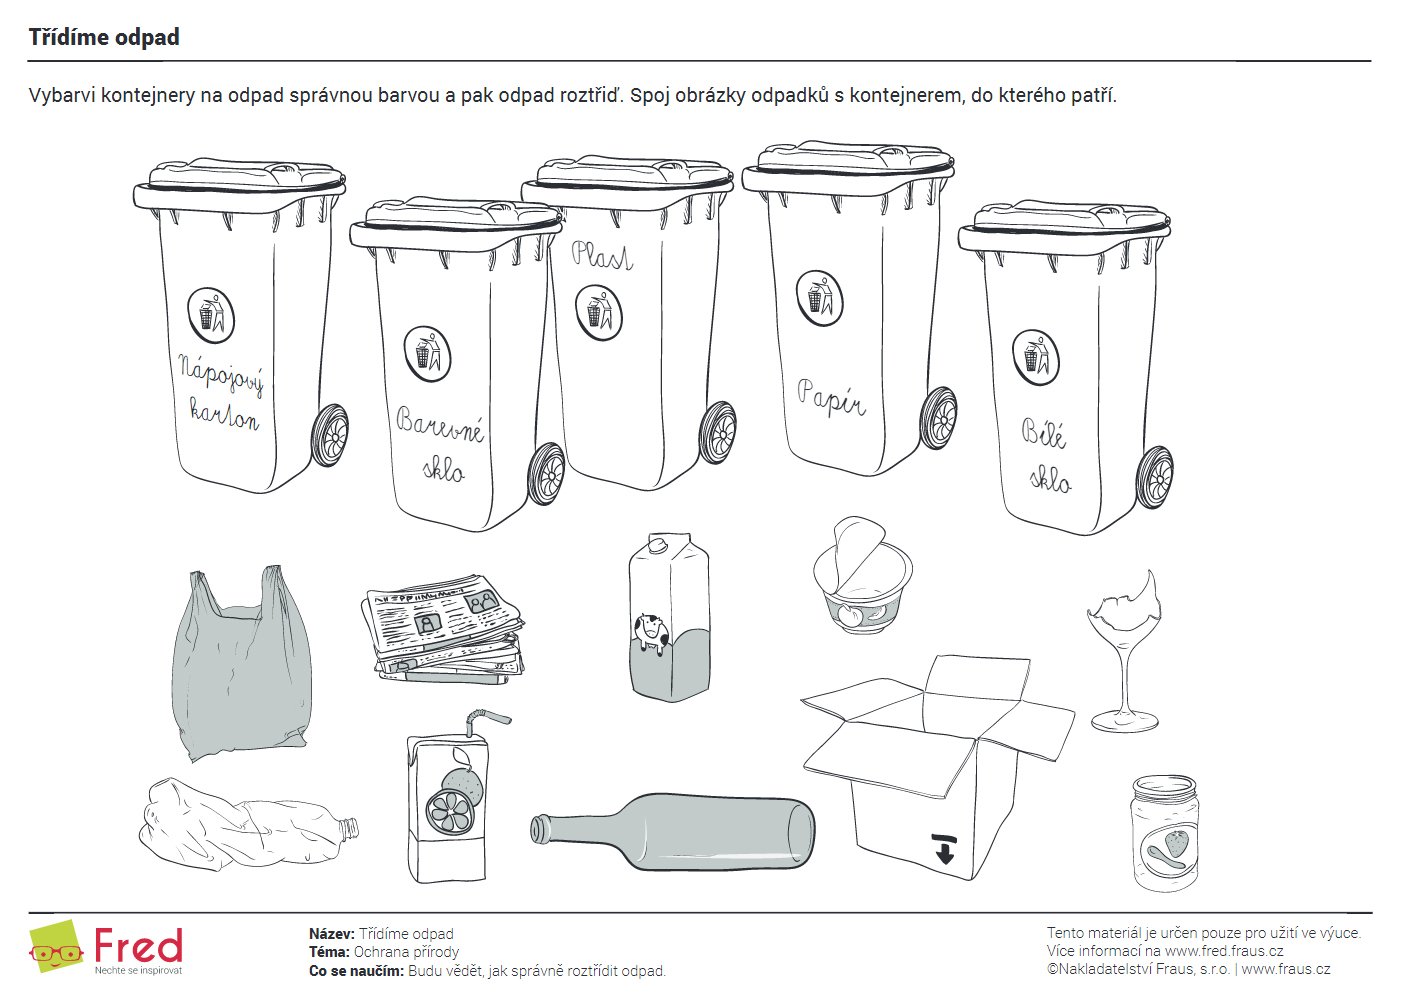 Třídíme odpad
Vybarvi kontejnery na odpad správnou barvou a pak odpad roztřiď. Spoj obrázky odpadků s kontejnerem, do kterého patří.
Plast
Nápojový
karton
Barevné
sklo
Papír
Bílé
sklo
Fred
Nechte se inspirovat
Název: Třídíme odpad
Téma: Ochrana přírody
Co se naučím: Budu vědět, jak správně roztřídit odpad.
Tento materiál je určen pouze pro užití ve výuce.
Více informací na www.fred.fraus.cz
©Nakladatelství Fraus, s.r.o. | www.fraus.cz